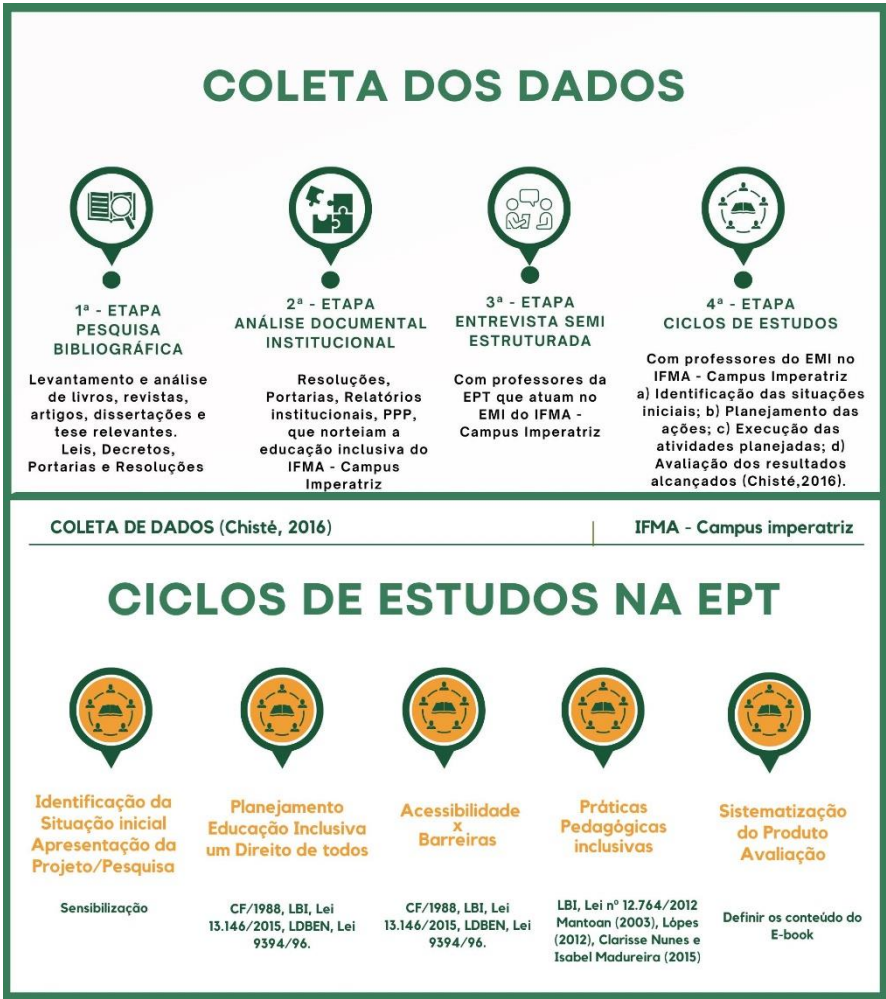 COLETA DOS DADOS
1ª - ETAPA
PESQUISA
BIBLIOGRÁFICA
Levantamento e análise
de livros, revistas,
artigos, dissertações e
tese relevantes.
Leis, Decretos,
Portarias e Resoluções
2ª - ETAPA
ANÁLISE DOCUMENTAL
INSTITUCIONAL
Resoluções,
Portarias, Relatórios
institucionais, PPP,
que norteiam a
educação inclusiva do
IFMA - Campus
Imperatriz
3ª - ETAPA
ENTREVISTA SEMI
ESTRUTURADA
Com professores da
EPT que atuam no
EMI do IFMA -
Campus Imperatriz
4ª - ETAPA
CICLOS DE ESTUDOS
Com professores do EMI no
IFMA - Campus Imperatriz
a) Identificação das situações
iniciais; b) Planejamento das
ações; c) Execução das
atividades planejadas; d)
Avaliação dos resultados
alcançados (Chisté,2016).
COLETA DE DADOS (Chisté, 2016)
IFMA - Campus imperatriz
CICLOS DE ESTUDOS NA EPT
Identificação da
Situação inicial
Apresentação da
Projeto/Pesquisa
Sensibilização
Planejamento
Educação Inclusiva
um Direito de todos
CF/1988, LBI, Lei
13.146/2015, LDBEN, Lei
9394/96.
Acessibilidade
x
Barreiras
CF/1988, LBI, Lei
13.146/2015, LDBEN, Lei
9394/96.
Práticas
Pedagógicas
inclusivas
LBI, Lei nº 12.764/2012
Mantoan (2003), Lópes
(2012), Clarisse Nunes e
Isabel Madureira (2015)
Sistematização
do Produto
Avaliação
Definir os conteúdo do
E-book